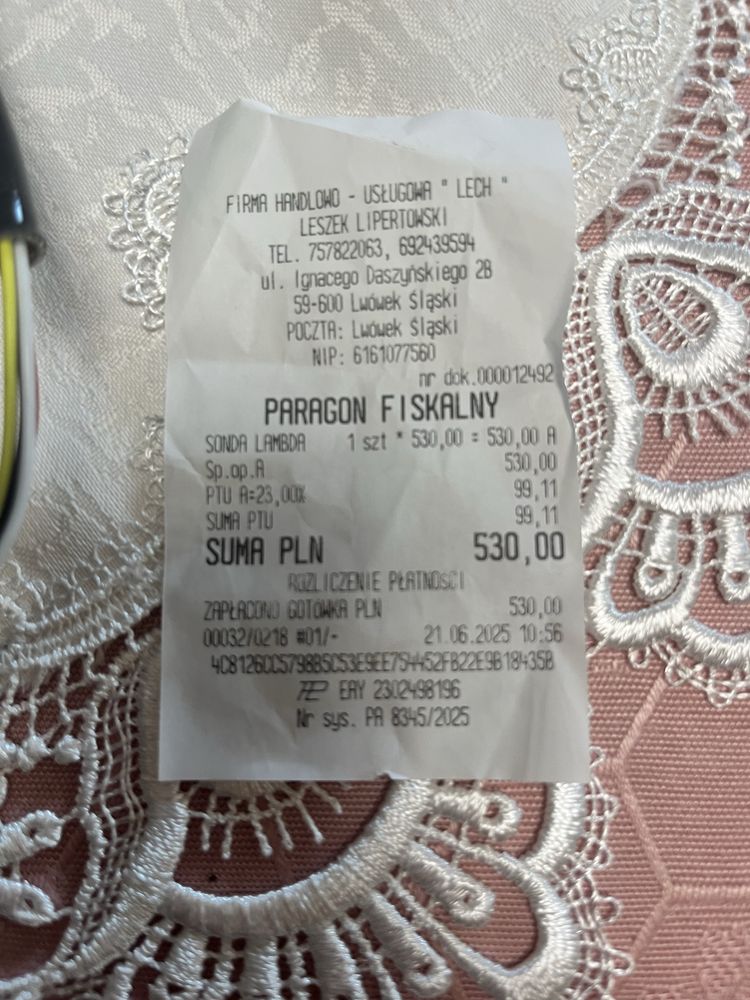 FIRMA HANDLOWO - USŁUGOWA " LECH "
LESZEK LIPERTOWSKI
TEL. 757822063, 692439594
ul. Ignacego Daszyńskiego 2B
59-600 Lwówek Śląski
POCZTA: Lwówek Śląski
NIP: 6161077560
nr dok.000012492
PARAGON FISKALNY
SONDA LAMBDA 1 szt * 530,00 = 530,00 A
Sp.op.A 530,00
PTU A=23,00% 99,11
SUMA PTU 99,11
SUMA PLN 530,00
ROZLICZENIE PŁATNOŚCI
ZAPŁACONO GOTÓWKA PLN 530,00
00032/0218 #01/- 21.06.2025 10:56
EAY 2302498196
Nr sys. PA 8345/2025